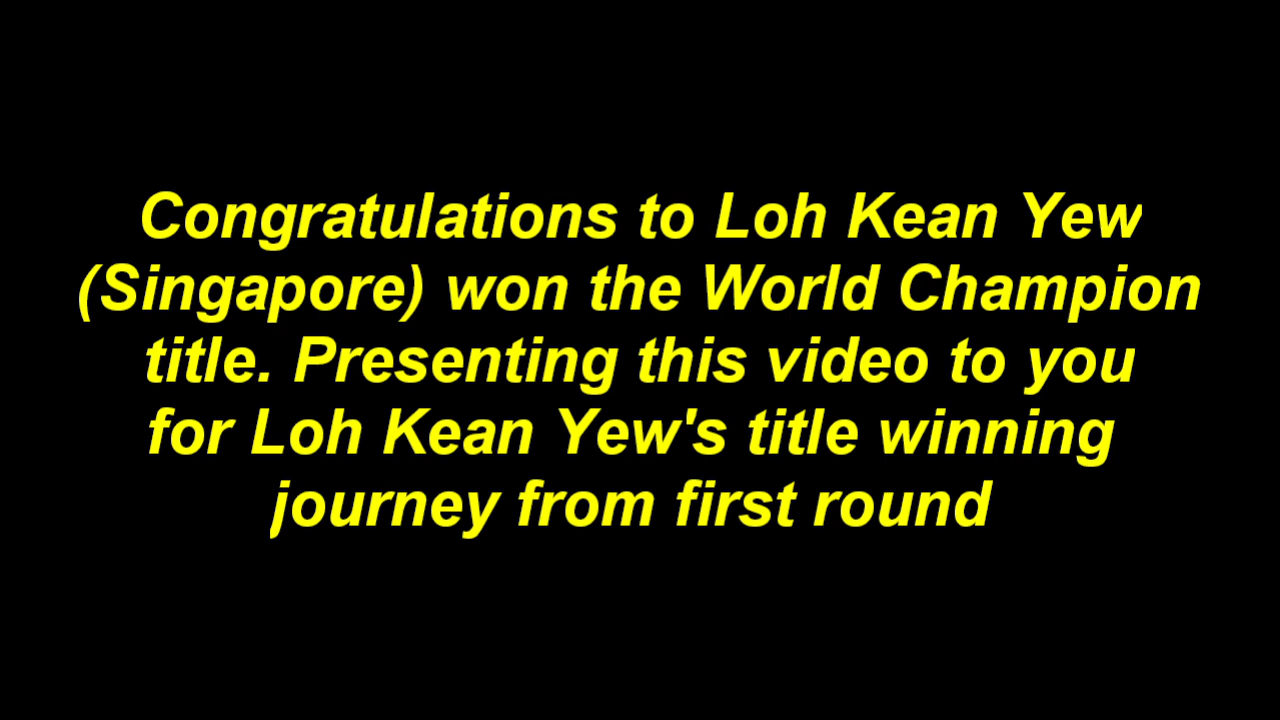 Congratulations to Loh Kean Yew
(Singapore) won the World Champion
title. Presenting this video to you
for Loh Kean Yew's title winning
journey from first round